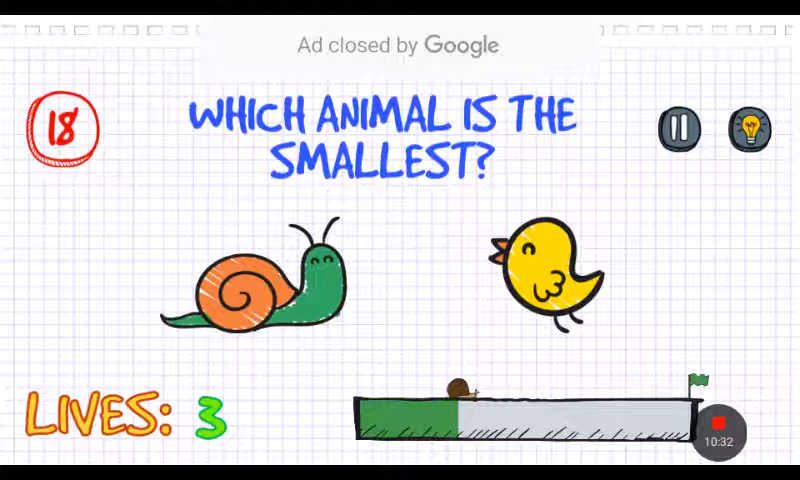 Ad closed by Google
18
WHICH ANIMAL IS THE
SMALLEST?
LIVES: 3
10:32